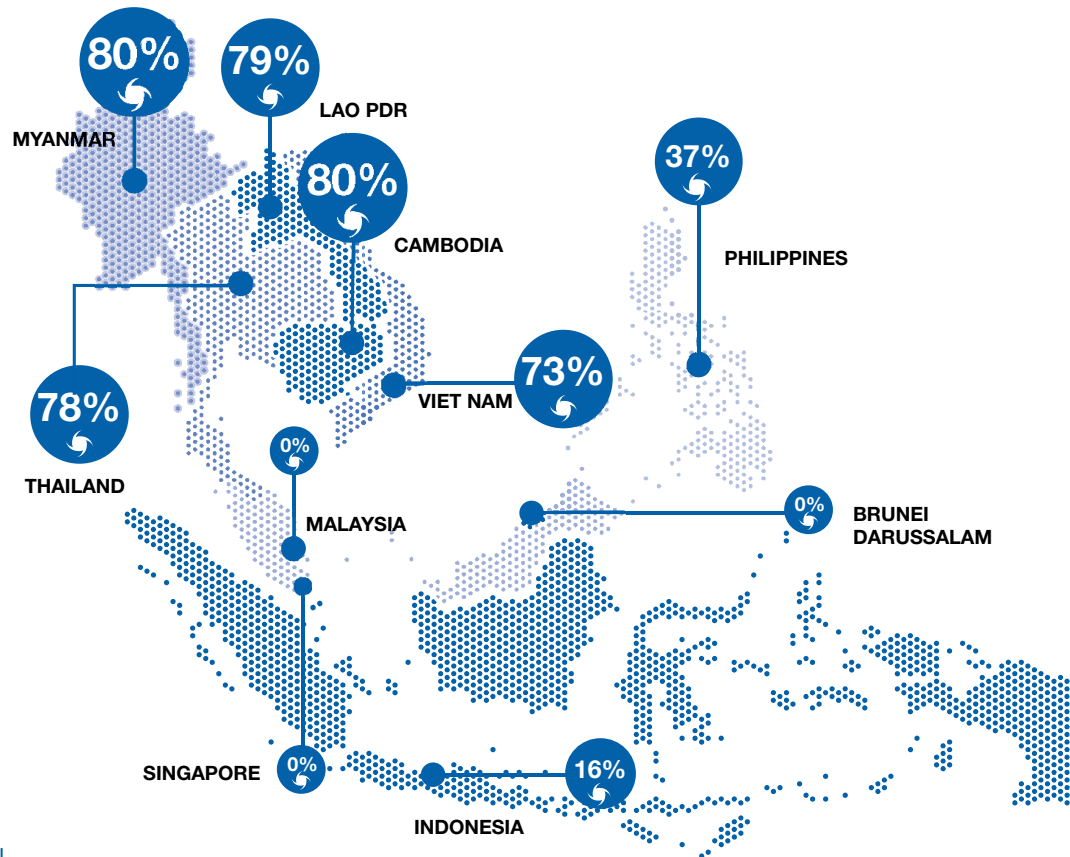 80%
MYANMAR
79%
LAO PDR
80%
CAMBODIA
37%
PHILIPPINES
78%
THAILAND
73%
VIET NAM
0%
MALAYSIA
0%
BRUNEI
DARUSSALAM
0%
SINGAPORE
16%
INDONESIA